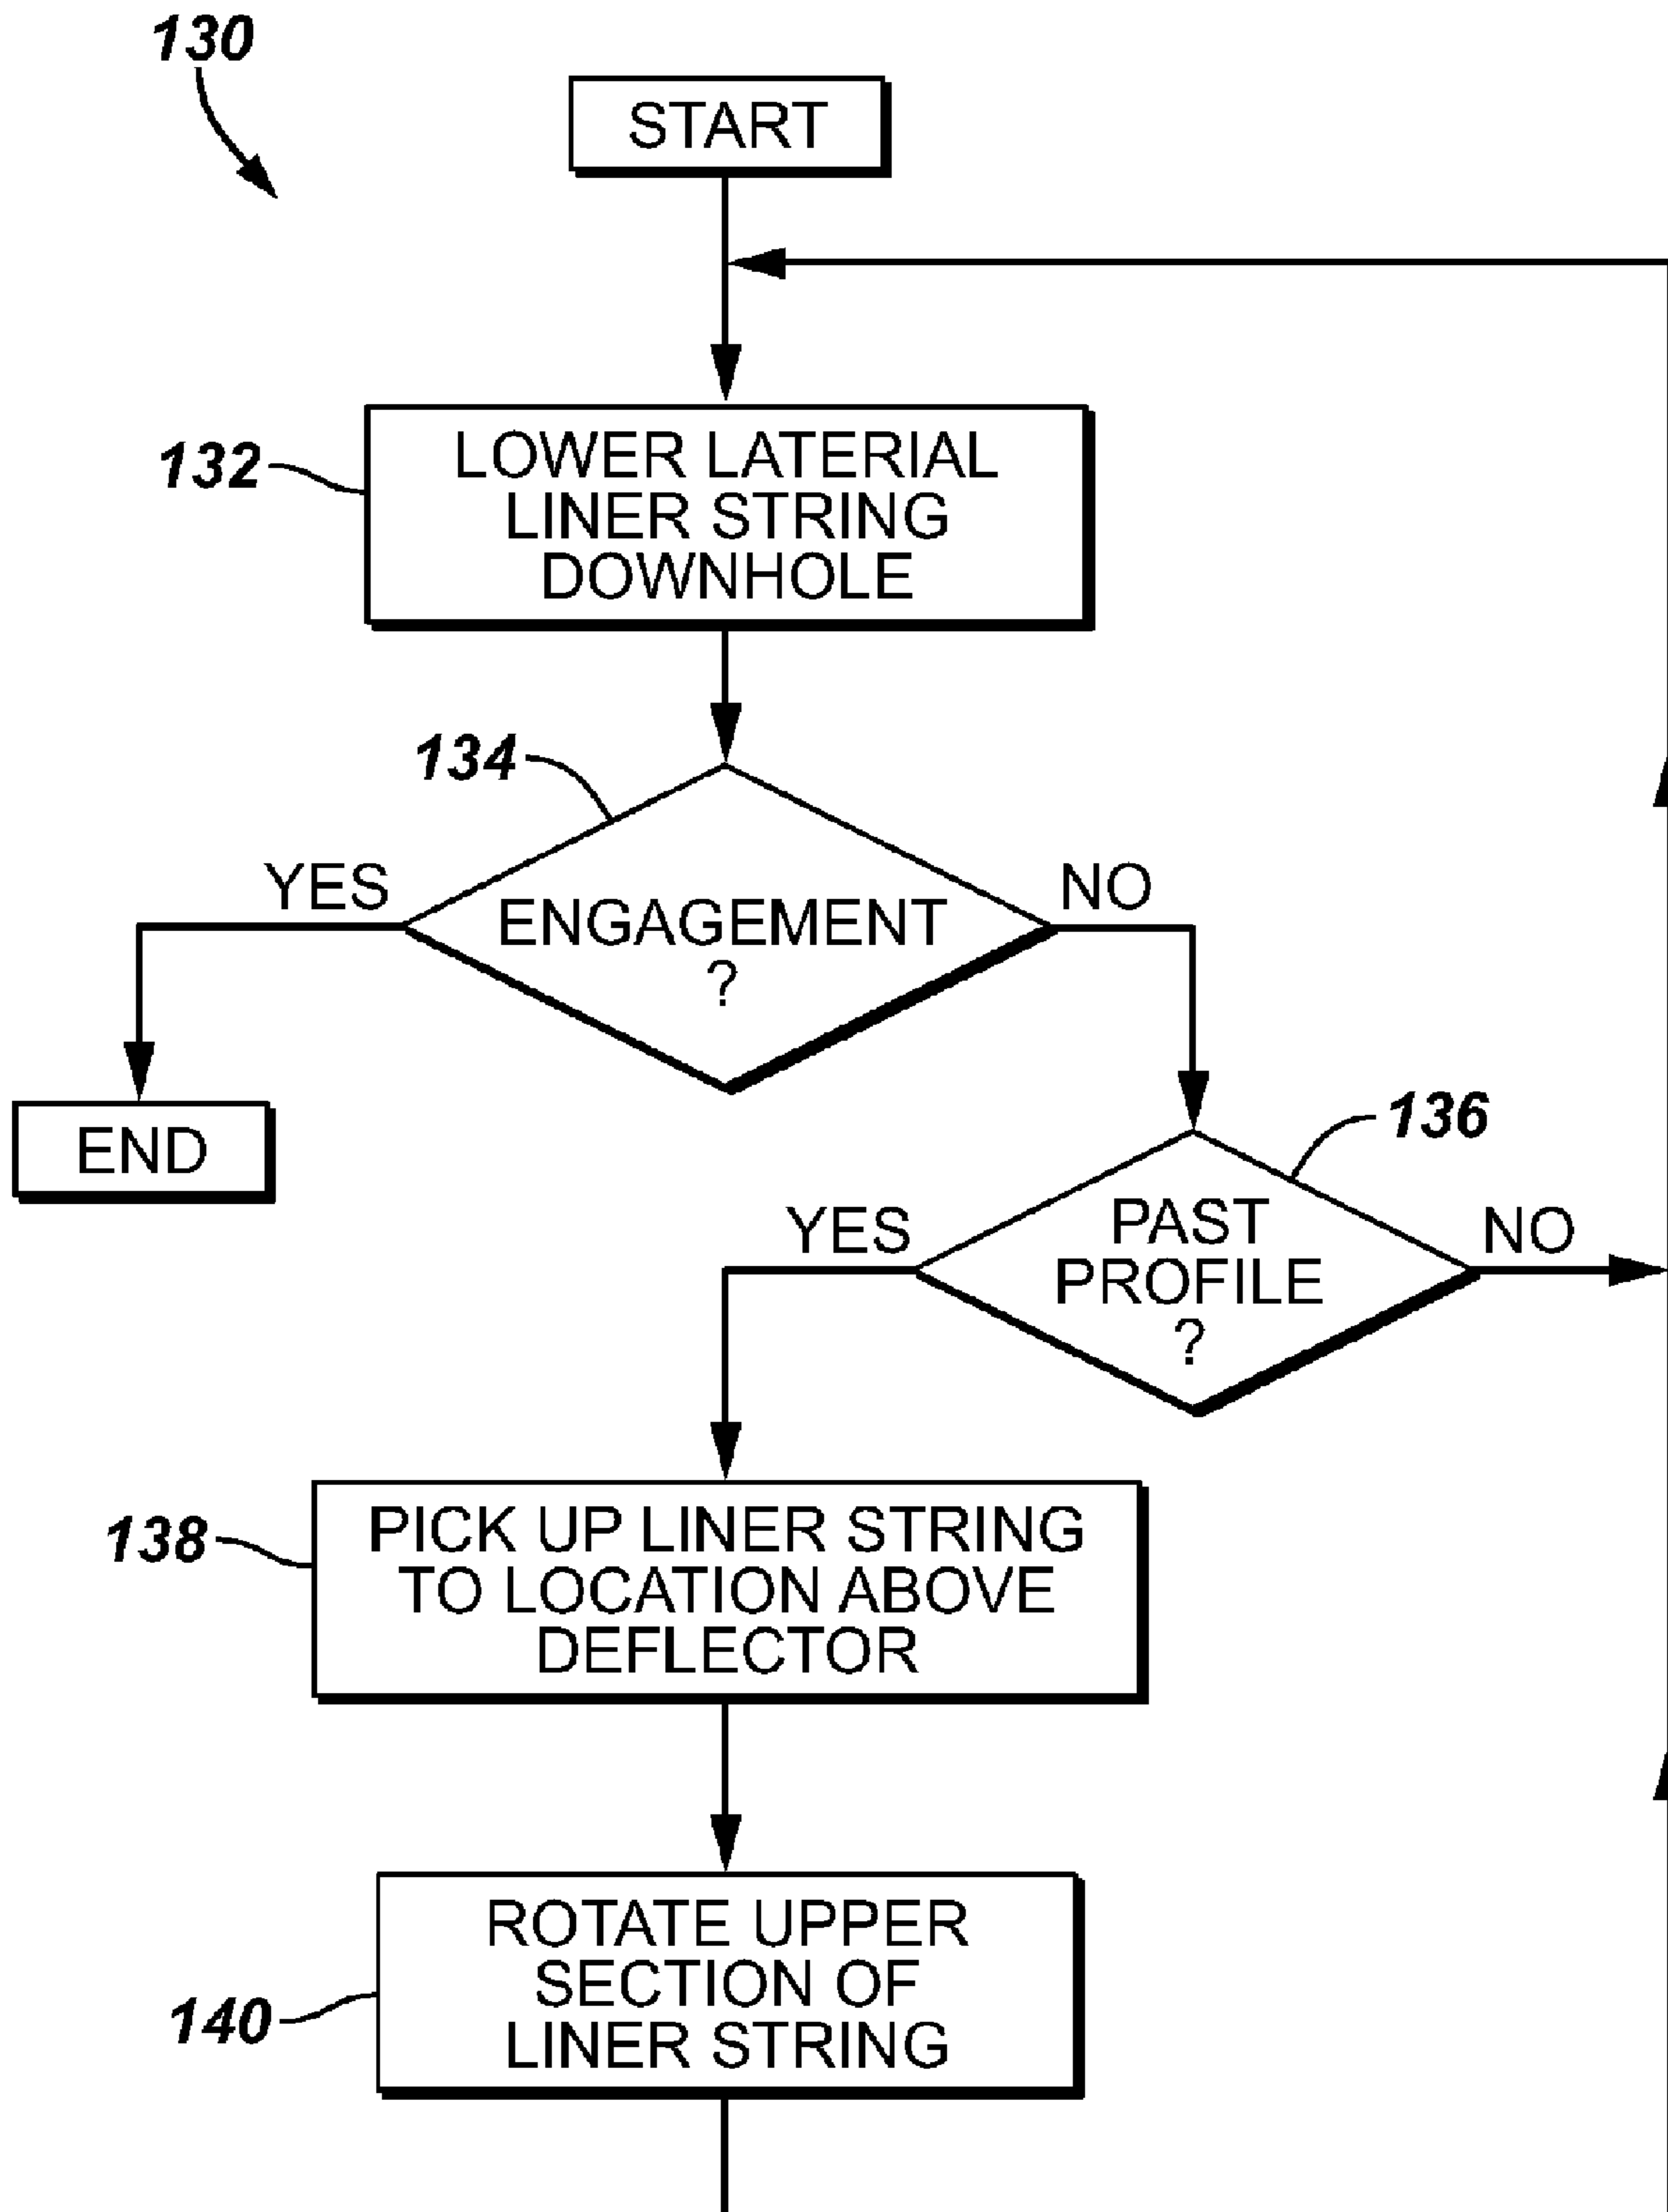 130
START
132
LOWER LATERIAL
LINER STRING
DOWNHOLE
134
YES
NO
ENGAGEMENT
?
END
136
YES
NO
PAST
PROFILE
?
138
PICK UP LINER STRING
TO LOCATION ABOVE
DEFLECTOR
140
ROTATE UPPER
SECTION OF
LINER STRING